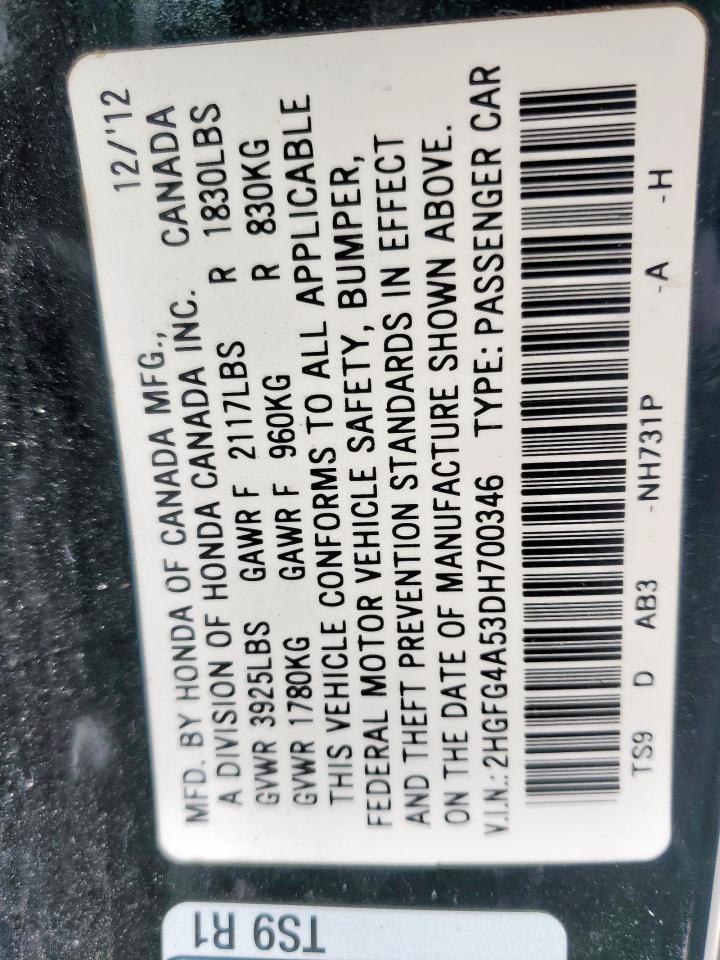 12/'12
MFD. BY HONDA OF CANADA MFG., CANADA
A DIVISION OF HONDA CANADA INC.
GVWR 3925LBS GAWR F 2117LBS R 1830LBS
GVWR 1780KG GAWR F 960KG R 830KG
THIS VEHICLE CONFORMS TO ALL APPLICABLE
FEDERAL MOTOR VEHICLE SAFETY, BUMPER,
AND THEFT PREVENTION STANDARDS IN EFFECT
ON THE DATE OF MANUFACTURE SHOWN ABOVE.
V.I.N.: 2HGFG4A53DH700346 TYPE: PASSENGER CAR
TS9 D AB3 -NH731P -A -H
TS9 R1